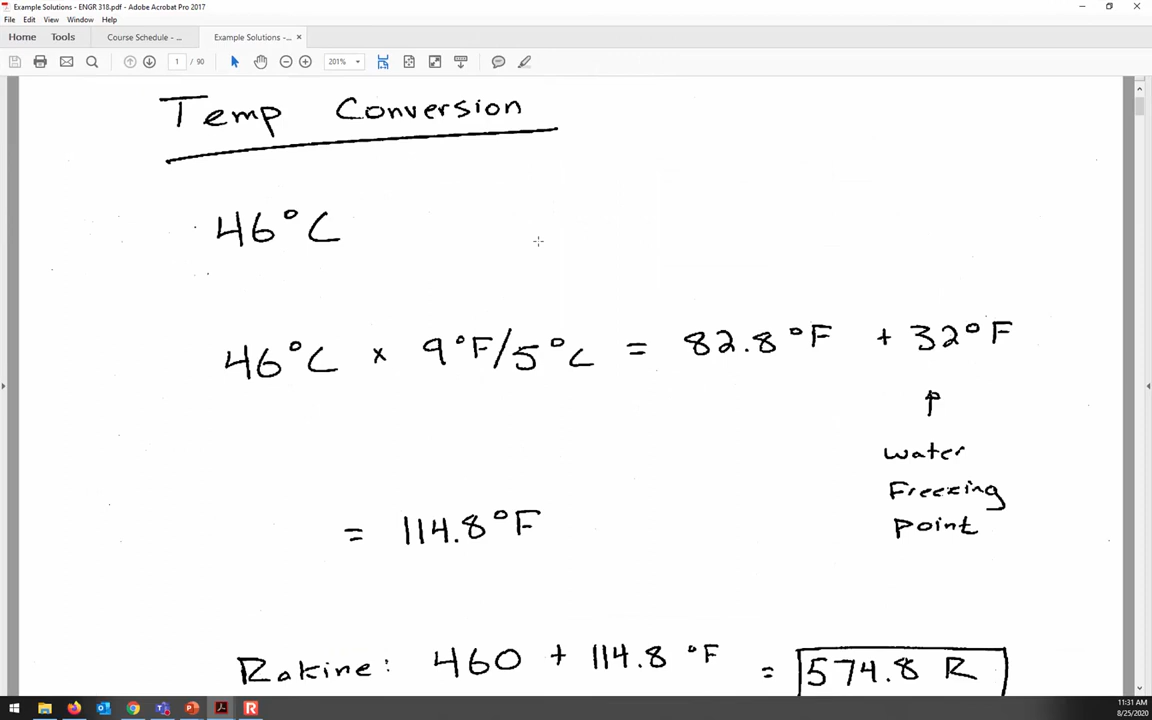 Example Solutions - ENGR 318.pdf - Adobe Acrobat Pro 2017
File Edit View Window Help
Home Tools Course Schedule - ... Example Solutions -... ×
1 / 90 201%
Temp Conversion
46°C
46°C × 9°F/5°C = 82.8°F + 32°F
↑
water
Freezing
Point
= 114.8°F
Rakine: 460 + 114.8 °F = 574.8 R
11:31 AM
8/25/2020